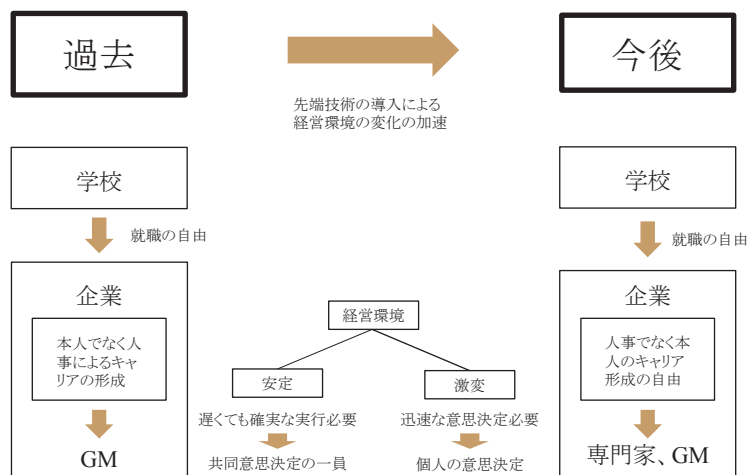 過去
今後
先端技術の導入による
経営環境の変化の加速
学校
就職の自由
企業
本人でなく人
事によるキャ
リアの形成
GM
経営環境
安定
激変
遅くても確実な実行必要
迅速な意思決定必要
共同意思決定の一員
個人の意思決定
学校
就職の自由
企業
人事でなく本
人のキャリア
形成の自由
専門家、GM